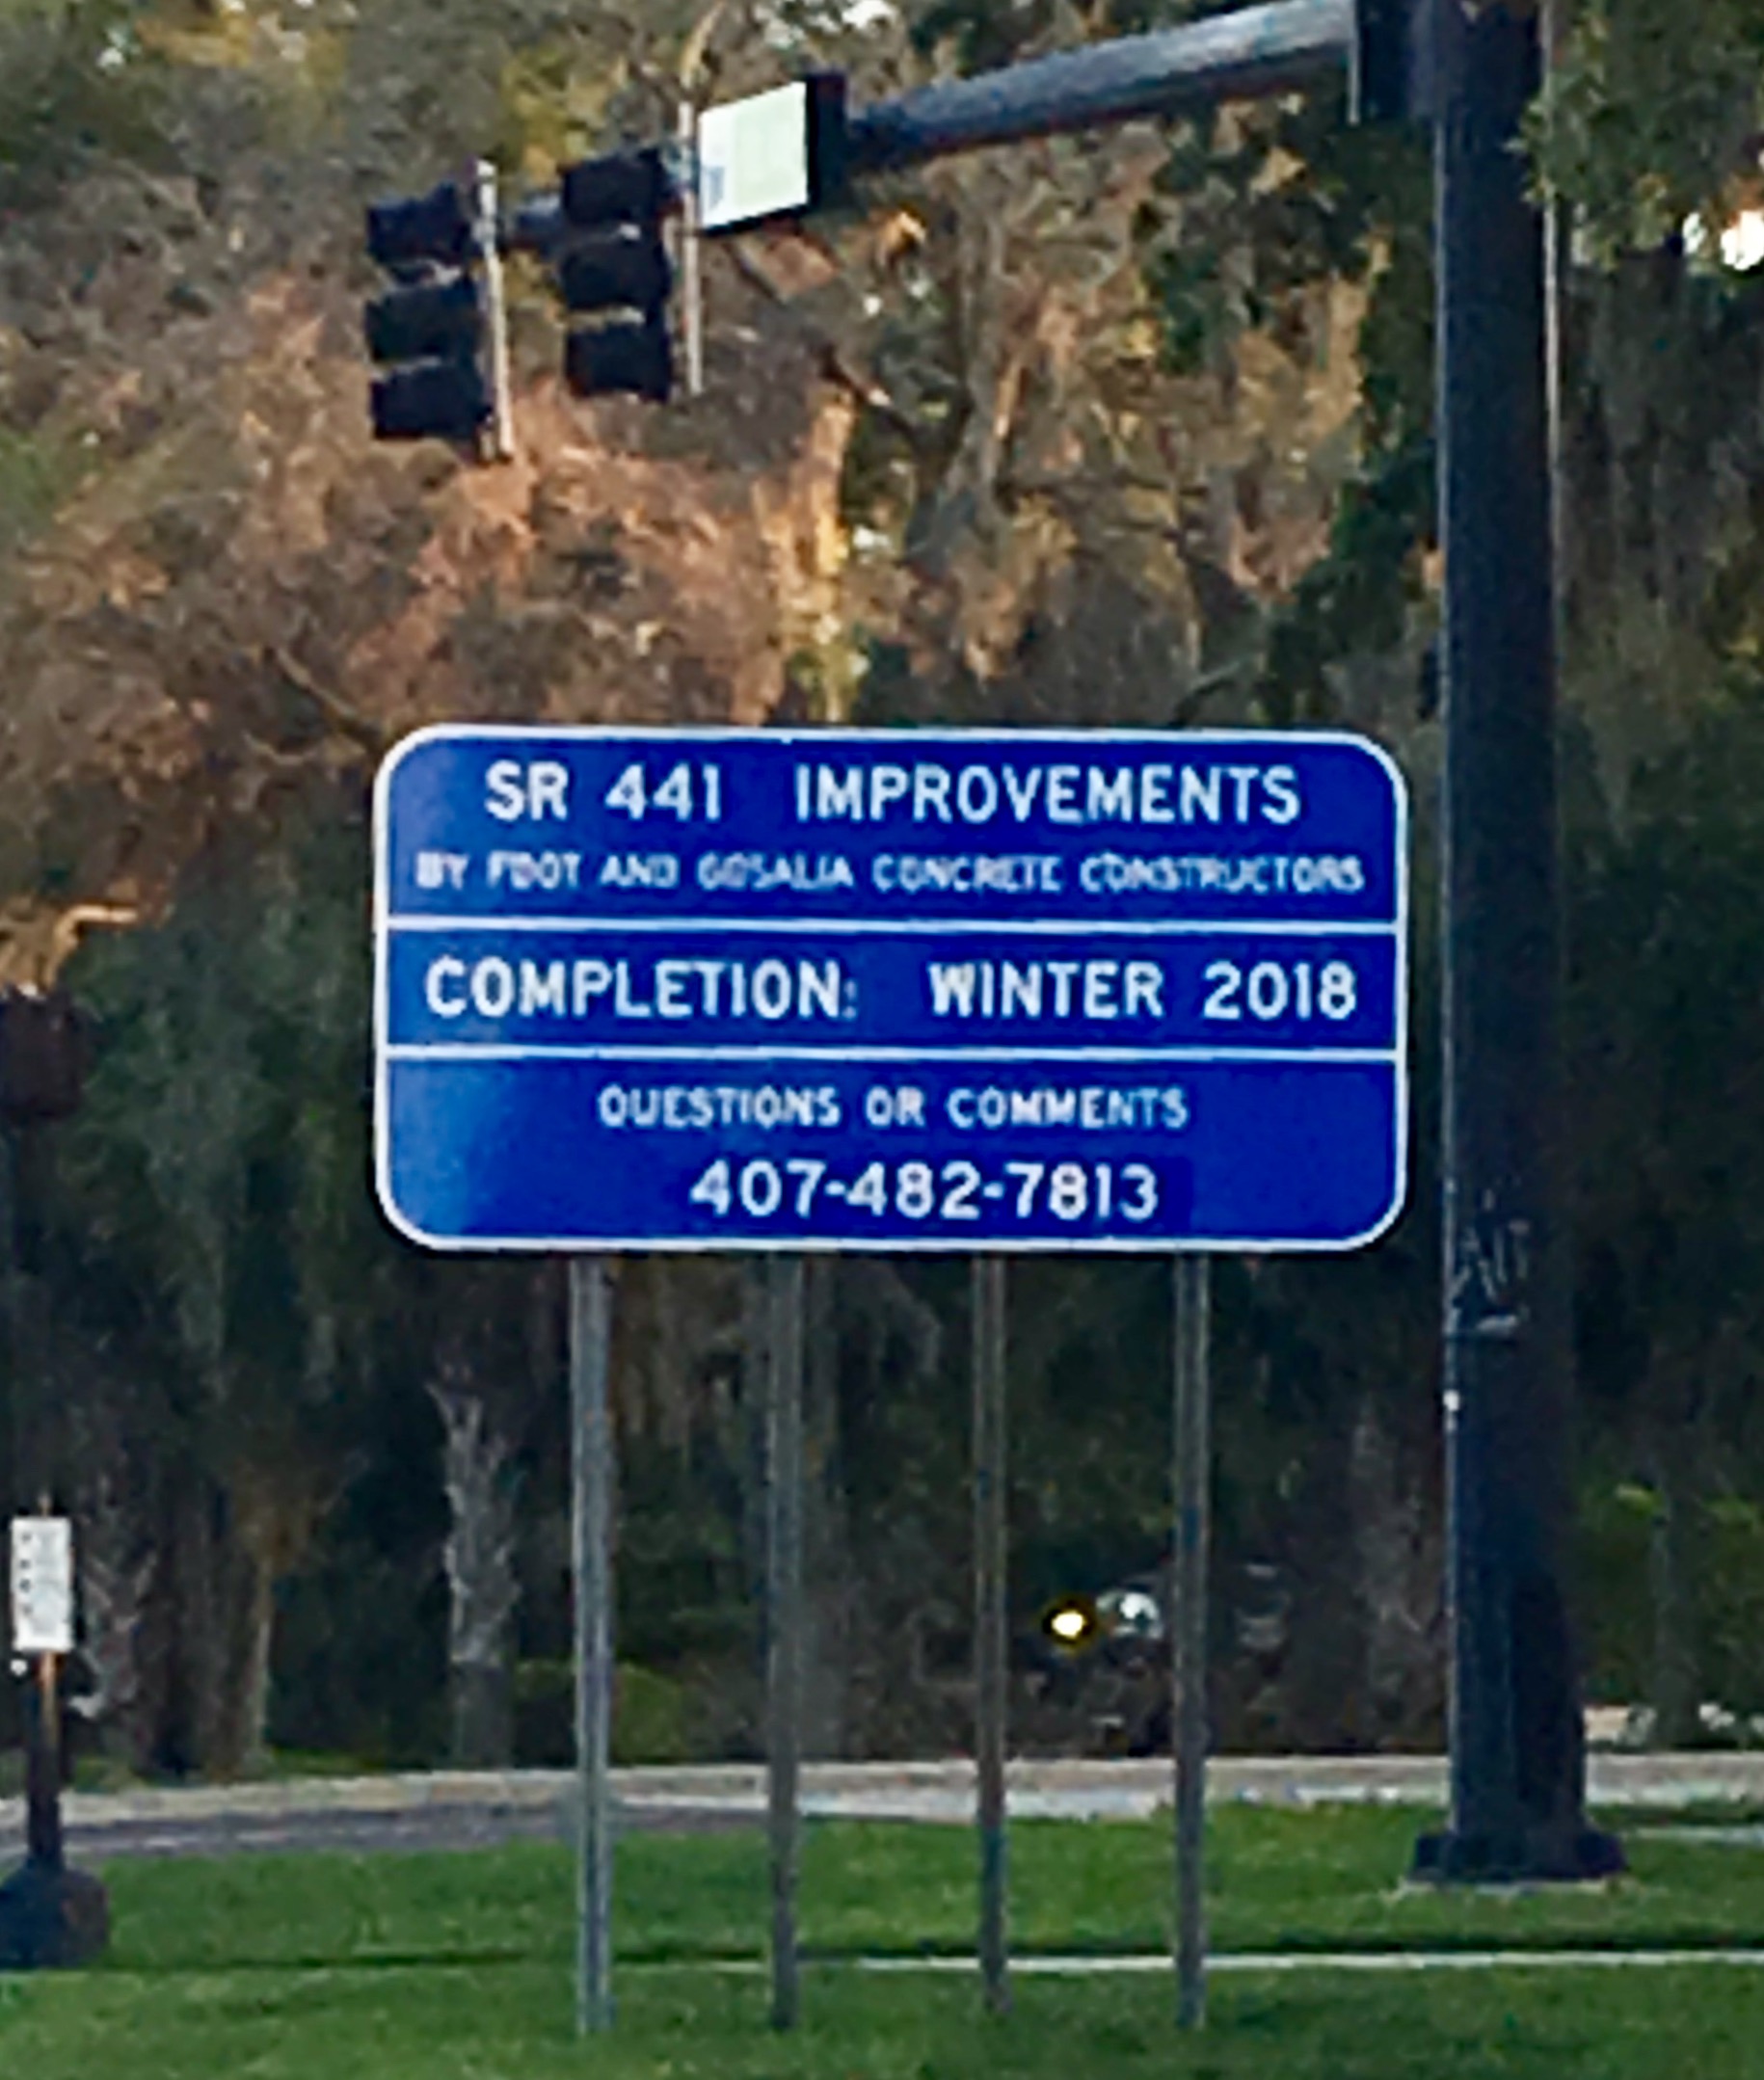 SR 441 IMPROVEMENTS
BY FDOT AND GOSALIA CONCRETE CONSTRUCTORS
COMPLETION: WINTER 2018
QUESTIONS OR COMMENTS
407-482-7813